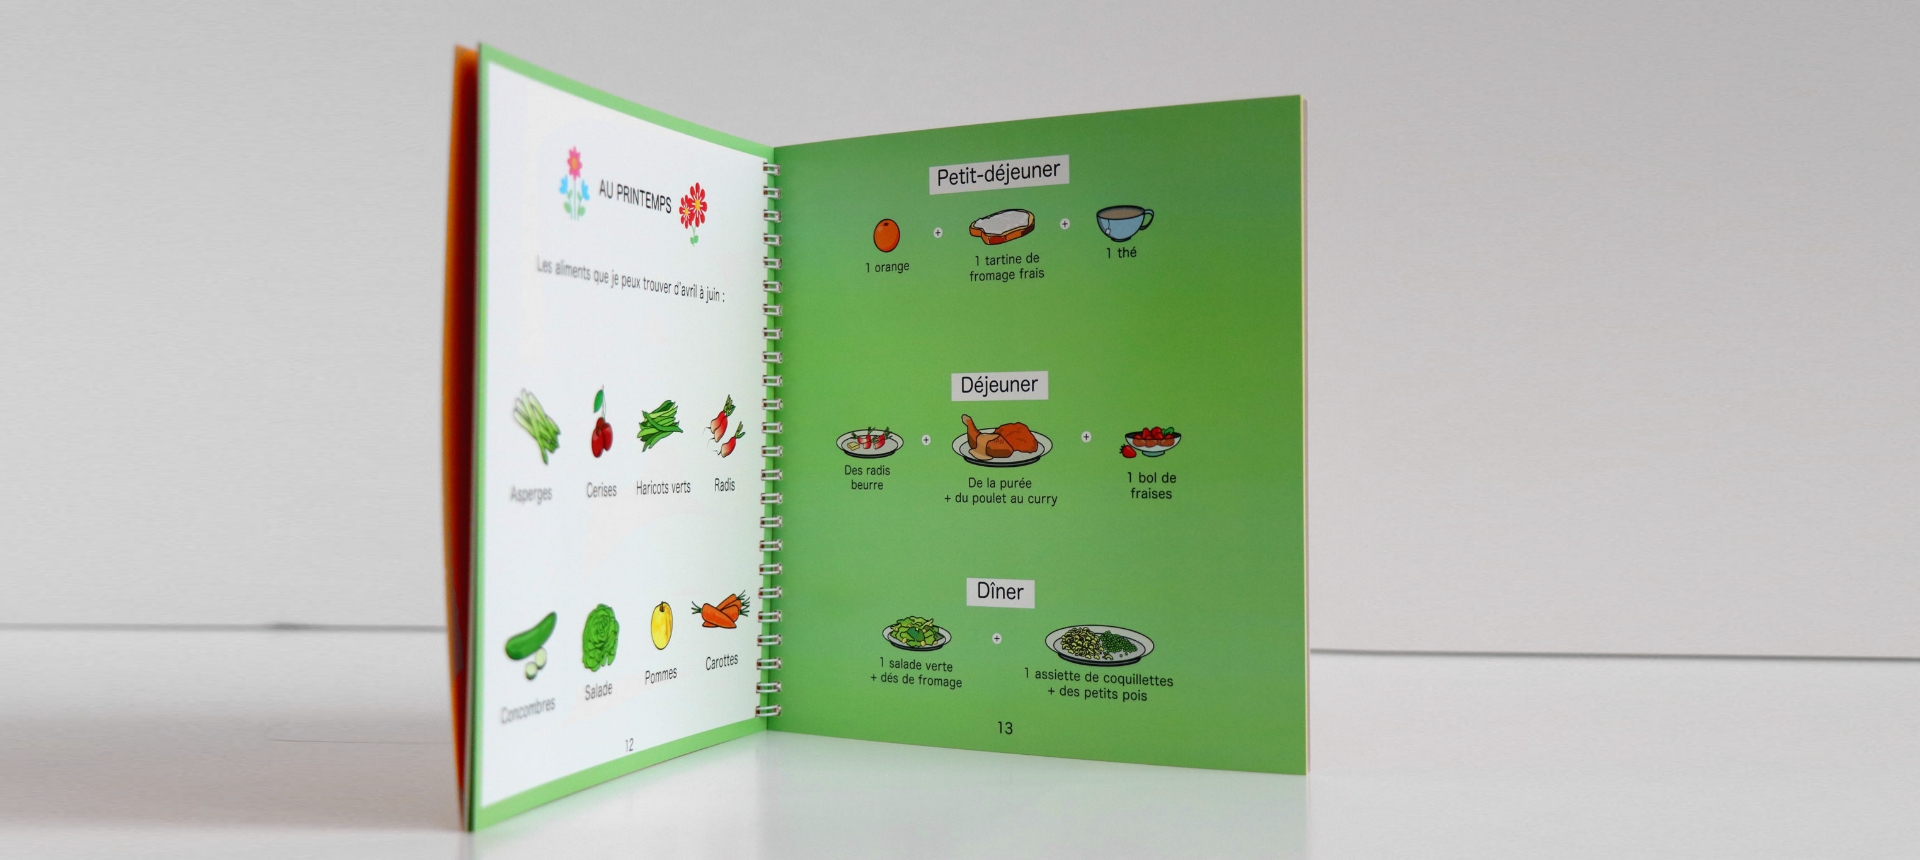 AU PRINTEMPS
Les aliments que je peux trouver d'avril à juin :
Asperges
Cerises
Haricots verts
Radis
Concombres
Salade
Pommes
Carottes
12
Petit-déjeuner
1 orange
+
1 tartine de
fromage frais
+
1 thé
Déjeuner
Des radis
beurre
+
De la purée
+ du poulet au curry
+
1 bol de
fraises
Dîner
1 salade verte
+ dés de fromage
+
1 assiette de coquillettes
+ des petits pois
13